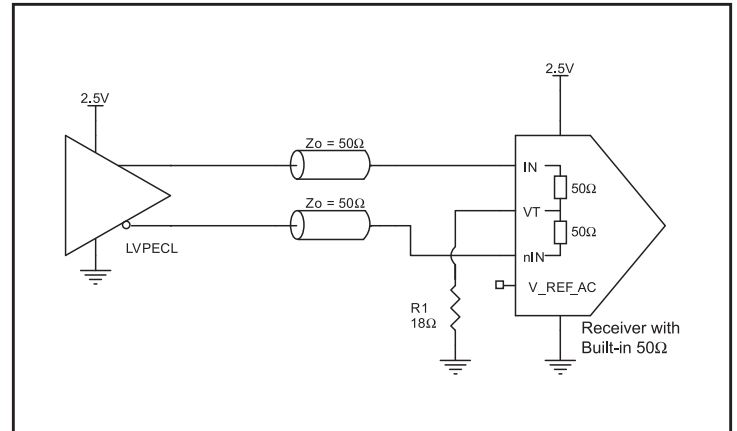 2.5V
2.5V
Zo = 50Ω
IN
50Ω
Zo = 50Ω
VT
50Ω
LVPECL
nIN
V_REF_AC
R1
18Ω
Receiver with
Built-in 50Ω